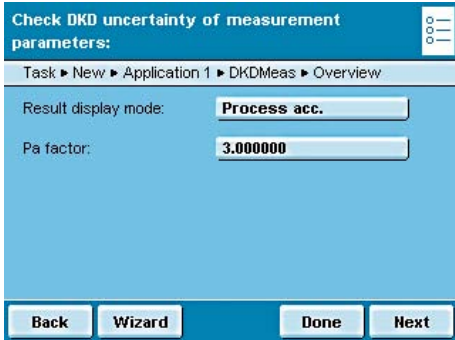 Check DKD uncertainty of measurement
parameters:
Task ▸ New ▸ Application 1 ▸ DKDMeas ▸ Overview
Result display mode: Process acc.
Pa factor: 3.000000
Back Wizard Done Next